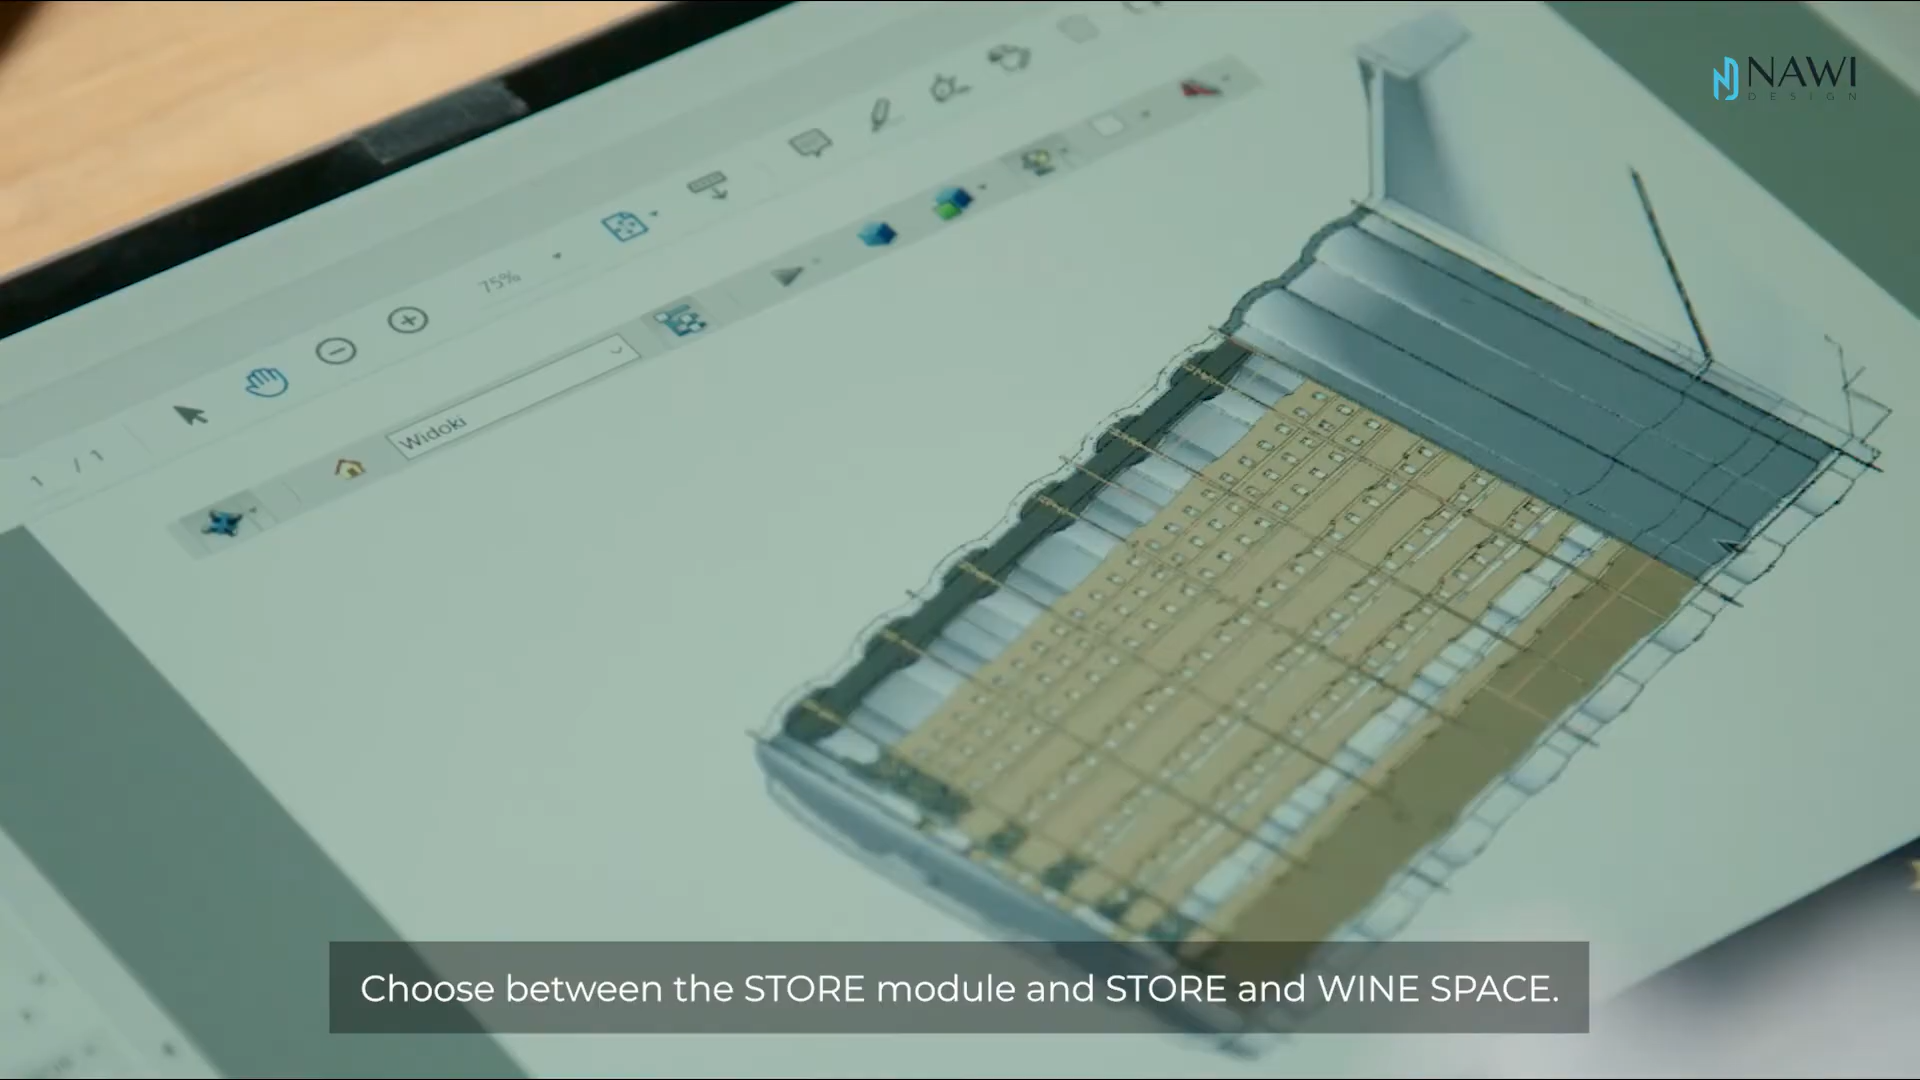 NAWI
DESIGN
75%
Widoki
1 / 1
Choose between the STORE module and STORE and WINE SPACE.